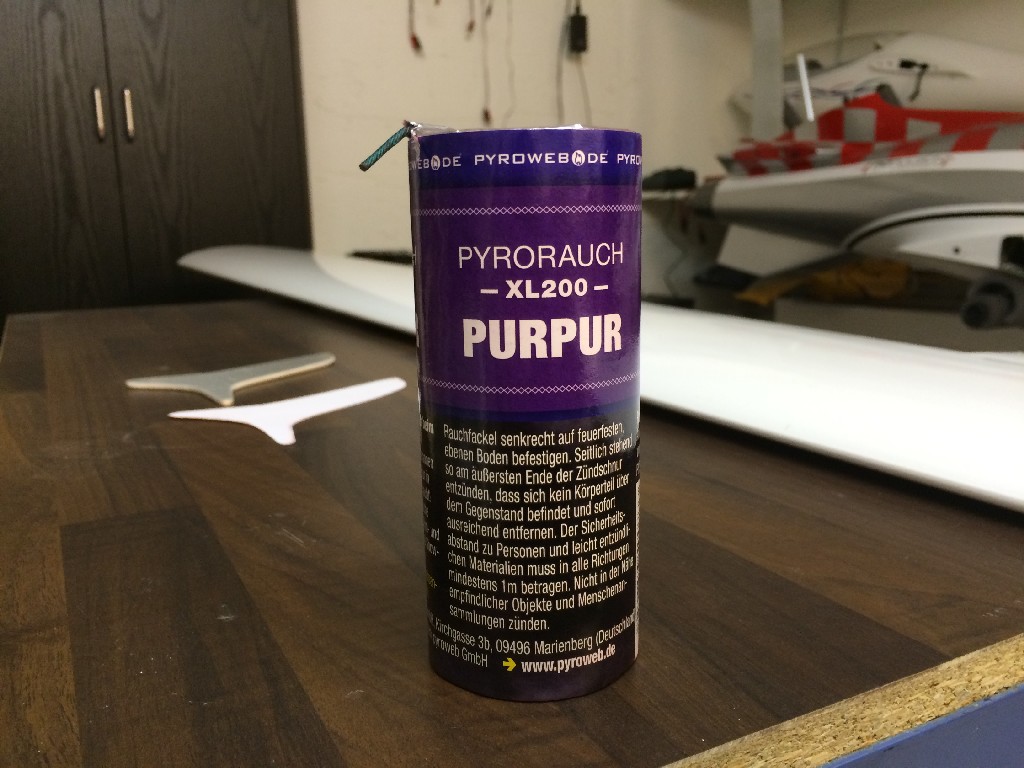 PYROWEB.DE PYRO
PYRORAUCH
– XL200 –
PURPUR
Rauchfackel senkrecht auf feuerfesten,
ebenen Boden befestigen. Seitlich stehend
so am äußersten Ende der Zündschnur
entzünden, dass sich kein Körperteil über
dem Gegenstand befindet und sofort
ausreichend entfernen. Der Sicherheits-
abstand zu Personen und leicht entzündli-
chen Materialien muss in alle Richtungen
mindestens 1m betragen. Nicht in der Nähe
empfindlicher Objekte und Menschenan-
sammlungen zünden.
Kirchgasse 3b, 09496 Marienberg (Deutschland
Pyroweb GmbH ➔ www.pyroweb.de